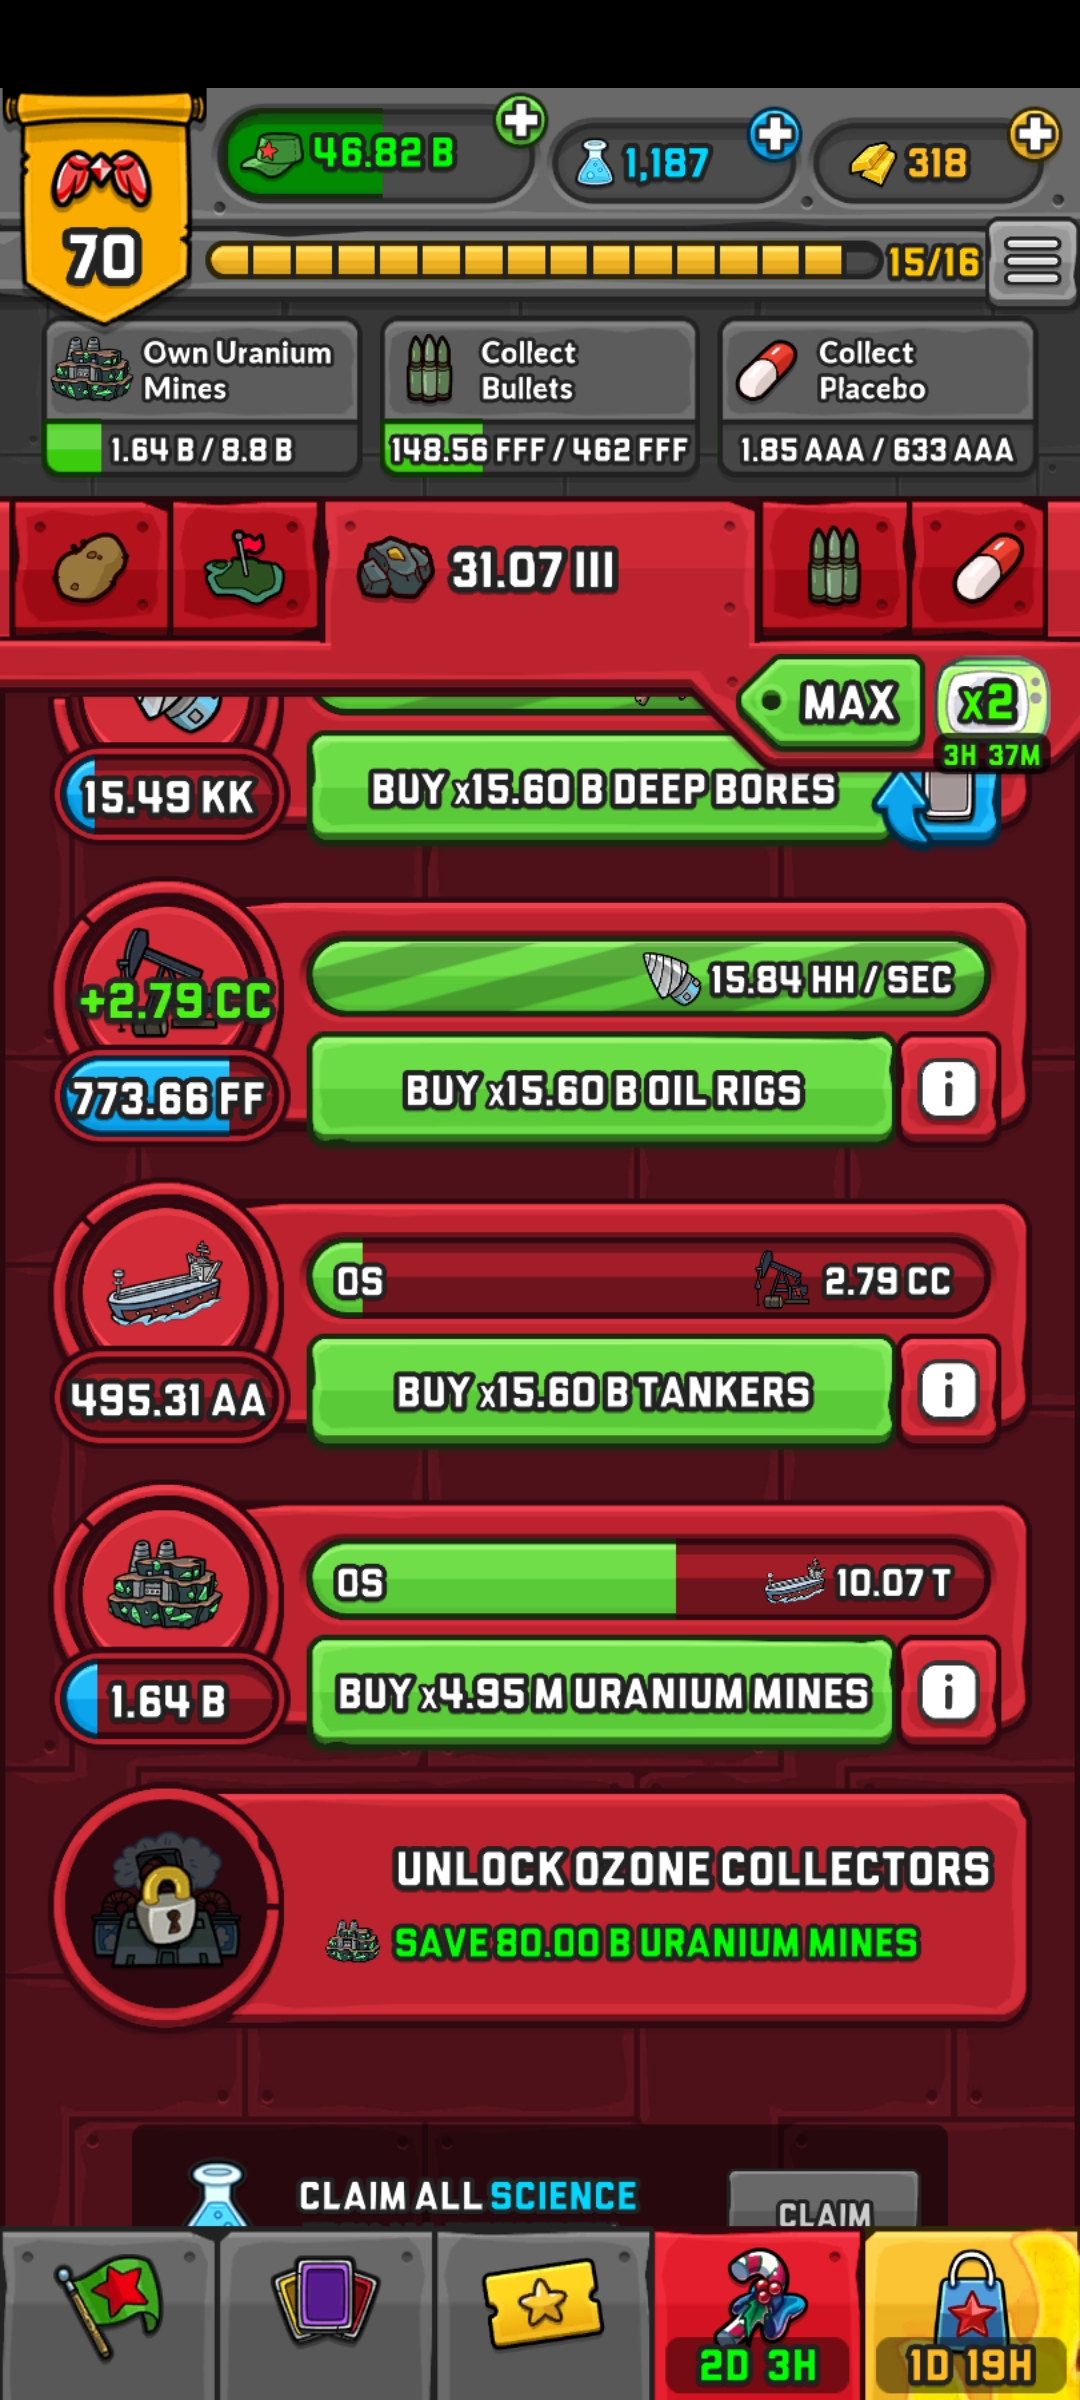 46.82 B
1,187
318
70
15/16
Own Uranium
Mines
1.64 B / 8.8 B
Collect
Bullets
148.56 FFF / 462 FFF
Collect
Placebo
1.85 AAA / 633 AAA
31.07 III
MAX
x2
3H 37M
15.49 KK
BUY x15.60 B DEEP BORES
+2.79 CC
15.84 HH / SEC
773.66 FF
BUY x15.60 B OIL RIGS
i
0S
2.79 CC
495.31 AA
BUY x15.60 B TANKERS
i
0S
10.07 T
1.64 B
BUY x4.95 M URANIUM MINES
i
UNLOCK OZONE COLLECTORS
SAVE 80.00 B URANIUM MINES
CLAIM ALL SCIENCE
CLAIM
2D 3H
1D 19H